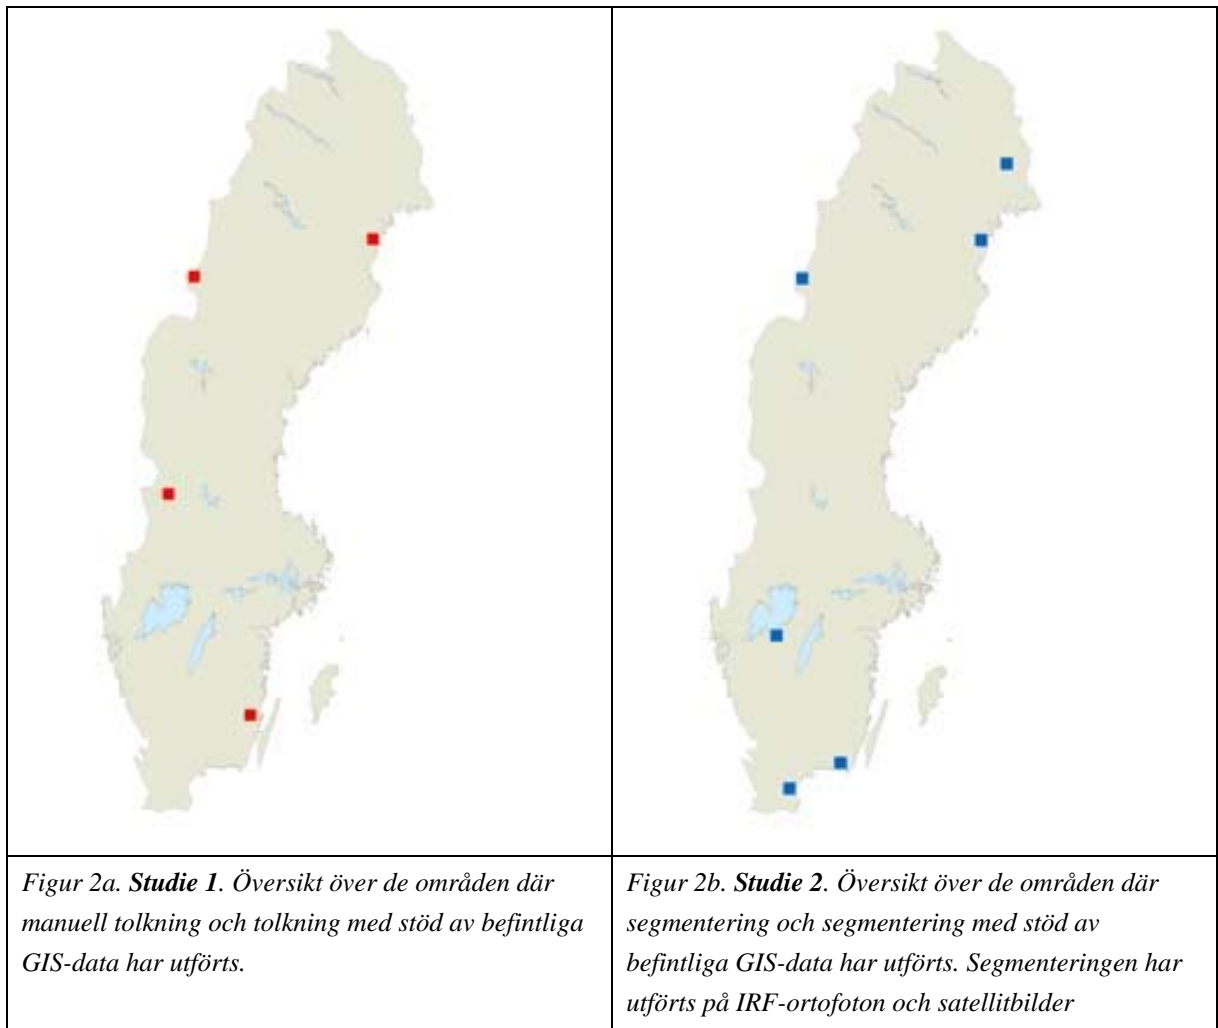 Figur 2a. Studie 1. Översikt över de områden där
manuell tolkning och tolkning med stöd av befintliga
GIS-data har utförts.
Figur 2b. Studie 2. Översikt över de områden där
segmentering och segmentering med stöd av
befintliga GIS-data har utförts. Segmenteringen har
utförts på IRF-ortofoton och satellitbilder